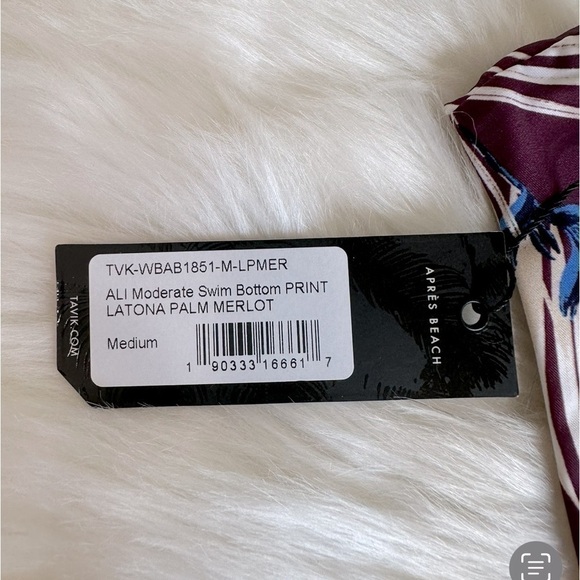 TVK-WBAB1851-M-LPMER
ALI Moderate Swim Bottom PRINT
LATONA PALM MERLOT
Medium
1 90333 16661 7
TAVIK.COM
APRÈS BEACH